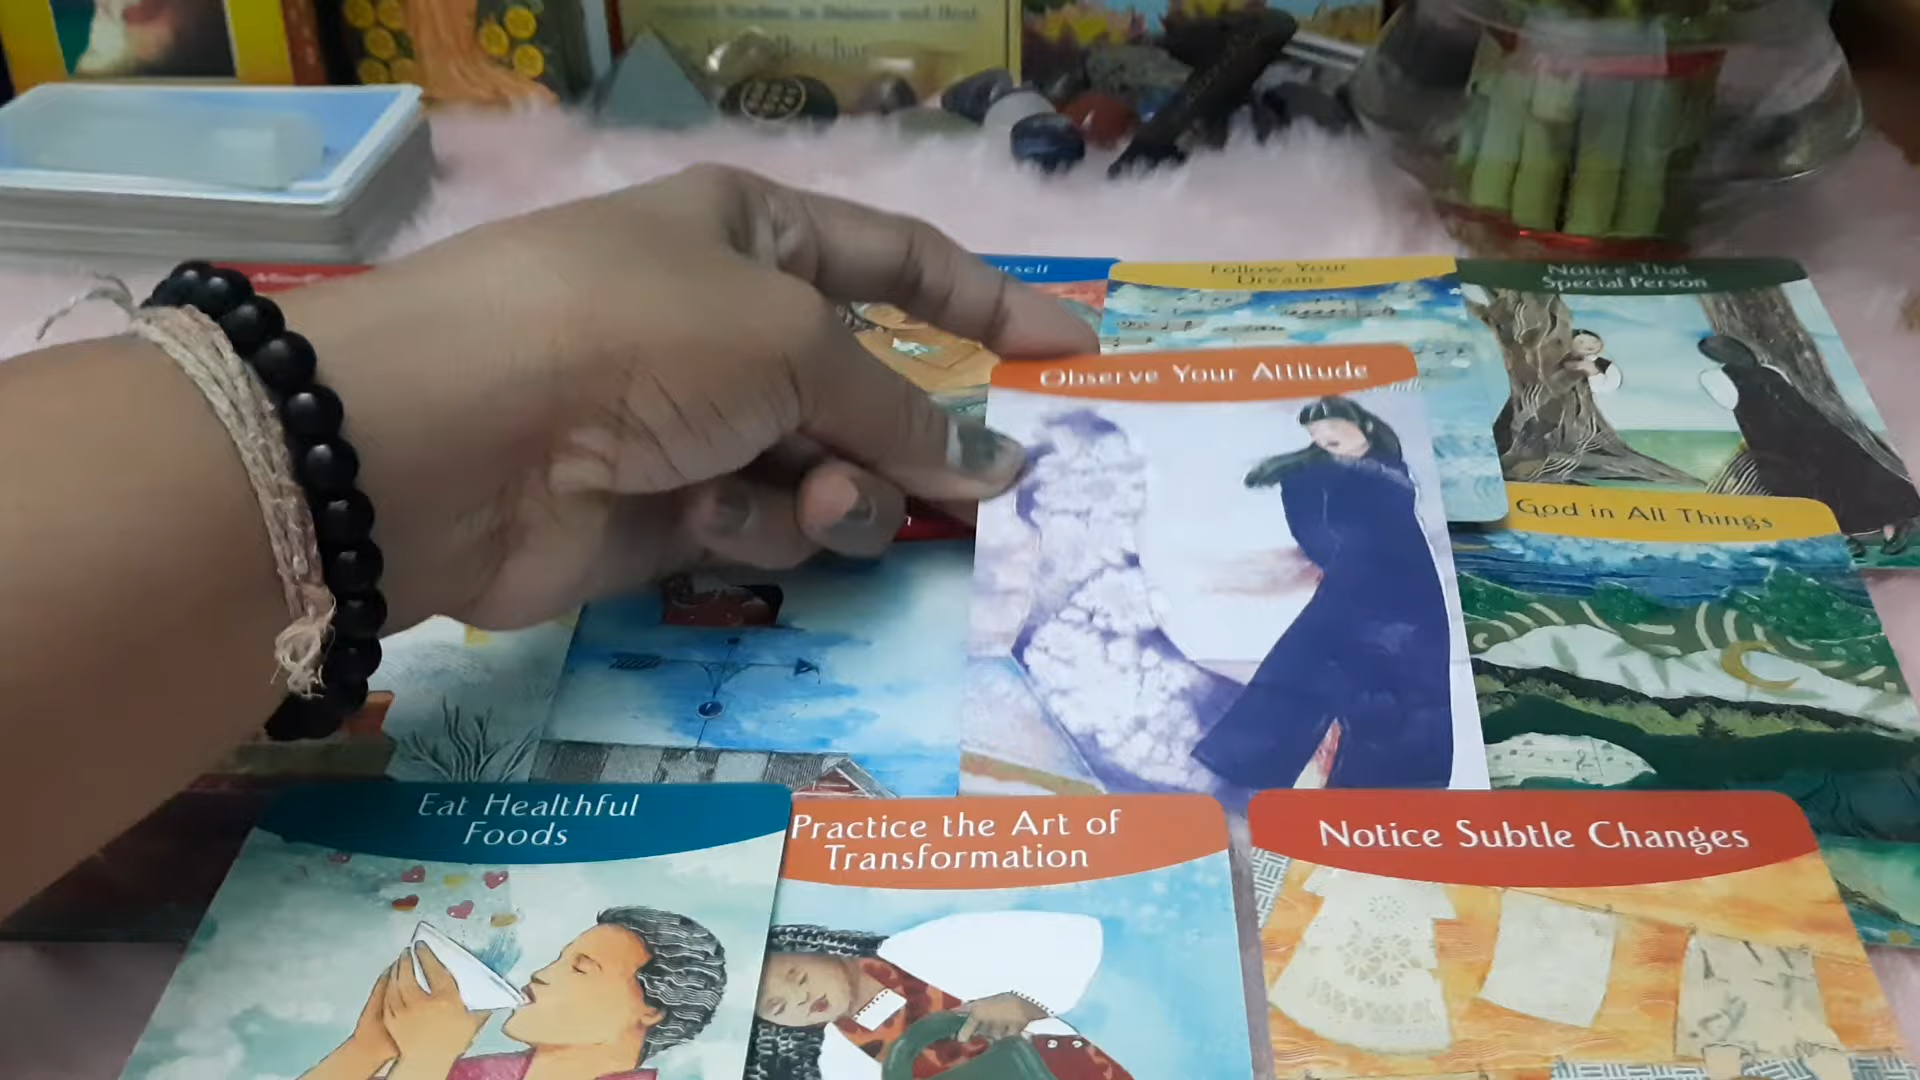 itself
Follow Your
Dreams
Notice That
Special Person
Observe Your Attitude
God in All Things
Eat Healthful
Foods
Practice the Art of
Transformation
Notice Subtle Changes